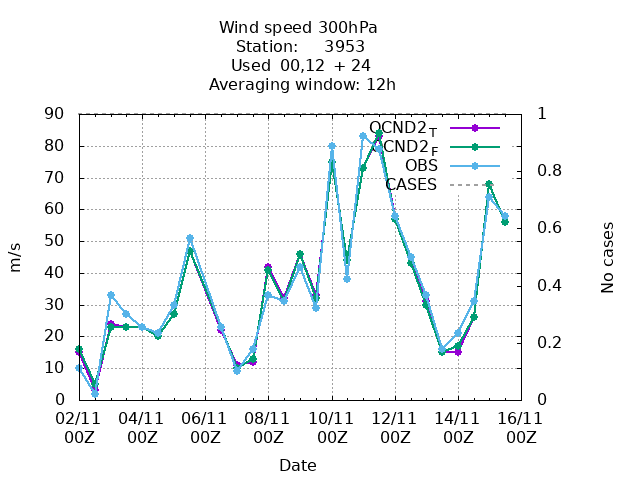 Wind speed 300hPa
Station: 3953
Used 00,12 + 24
Averaging window: 12h
90 1
OCND2 T
80
OCND2 F
OBS
70 0.8
CASES
60
0.6
50
m/s
No cases
40
0.4
30
20
0.2
10
0 0
02/11 04/11 06/11 08/11 10/11 12/11 14/11 16/11
00Z 00Z 00Z 00Z 00Z 00Z 00Z 00Z
Date